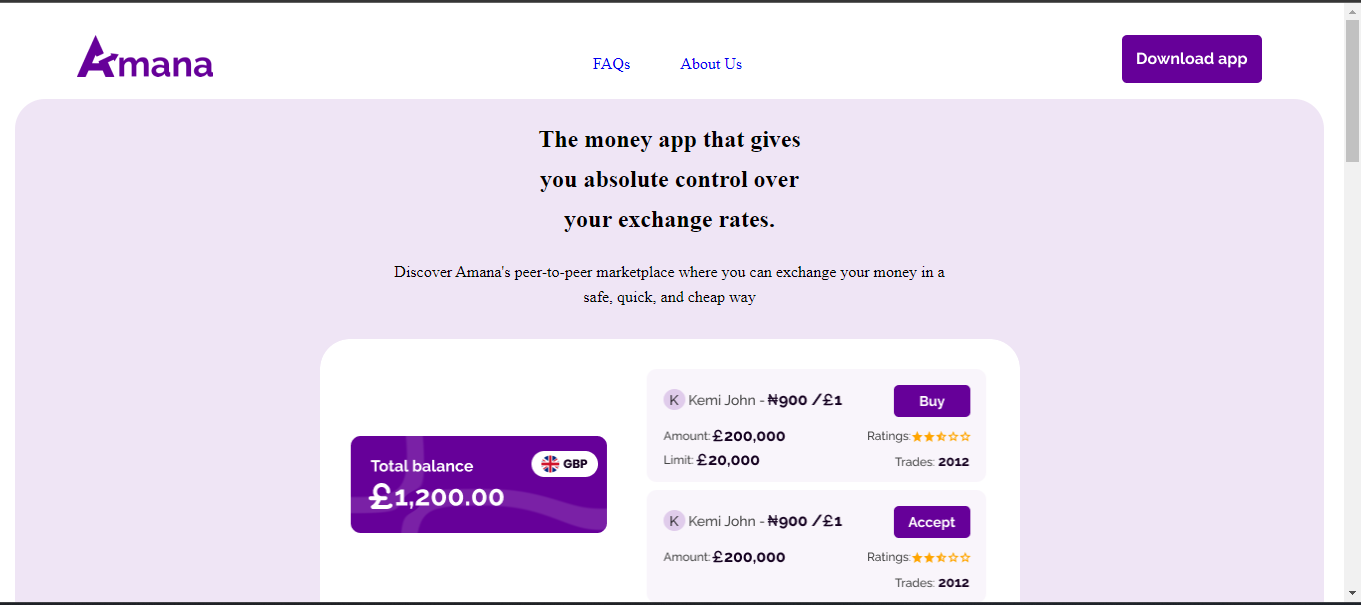 Amana
FAQs
About Us
Download app
The money app that gives
you absolute control over
your exchange rates.
Discover Amana's peer-to-peer marketplace where you can exchange your money in a
safe, quick, and cheap way
Total balance
GBP
£1,200.00
K Kemi John - ₦900 /£1
Buy
Amount: £200,000
Ratings:
Limit: £20,000
Trades: 2012
K Kemi John - ₦900 /£1
Accept
Amount: £200,000
Ratings:
Trades: 2012